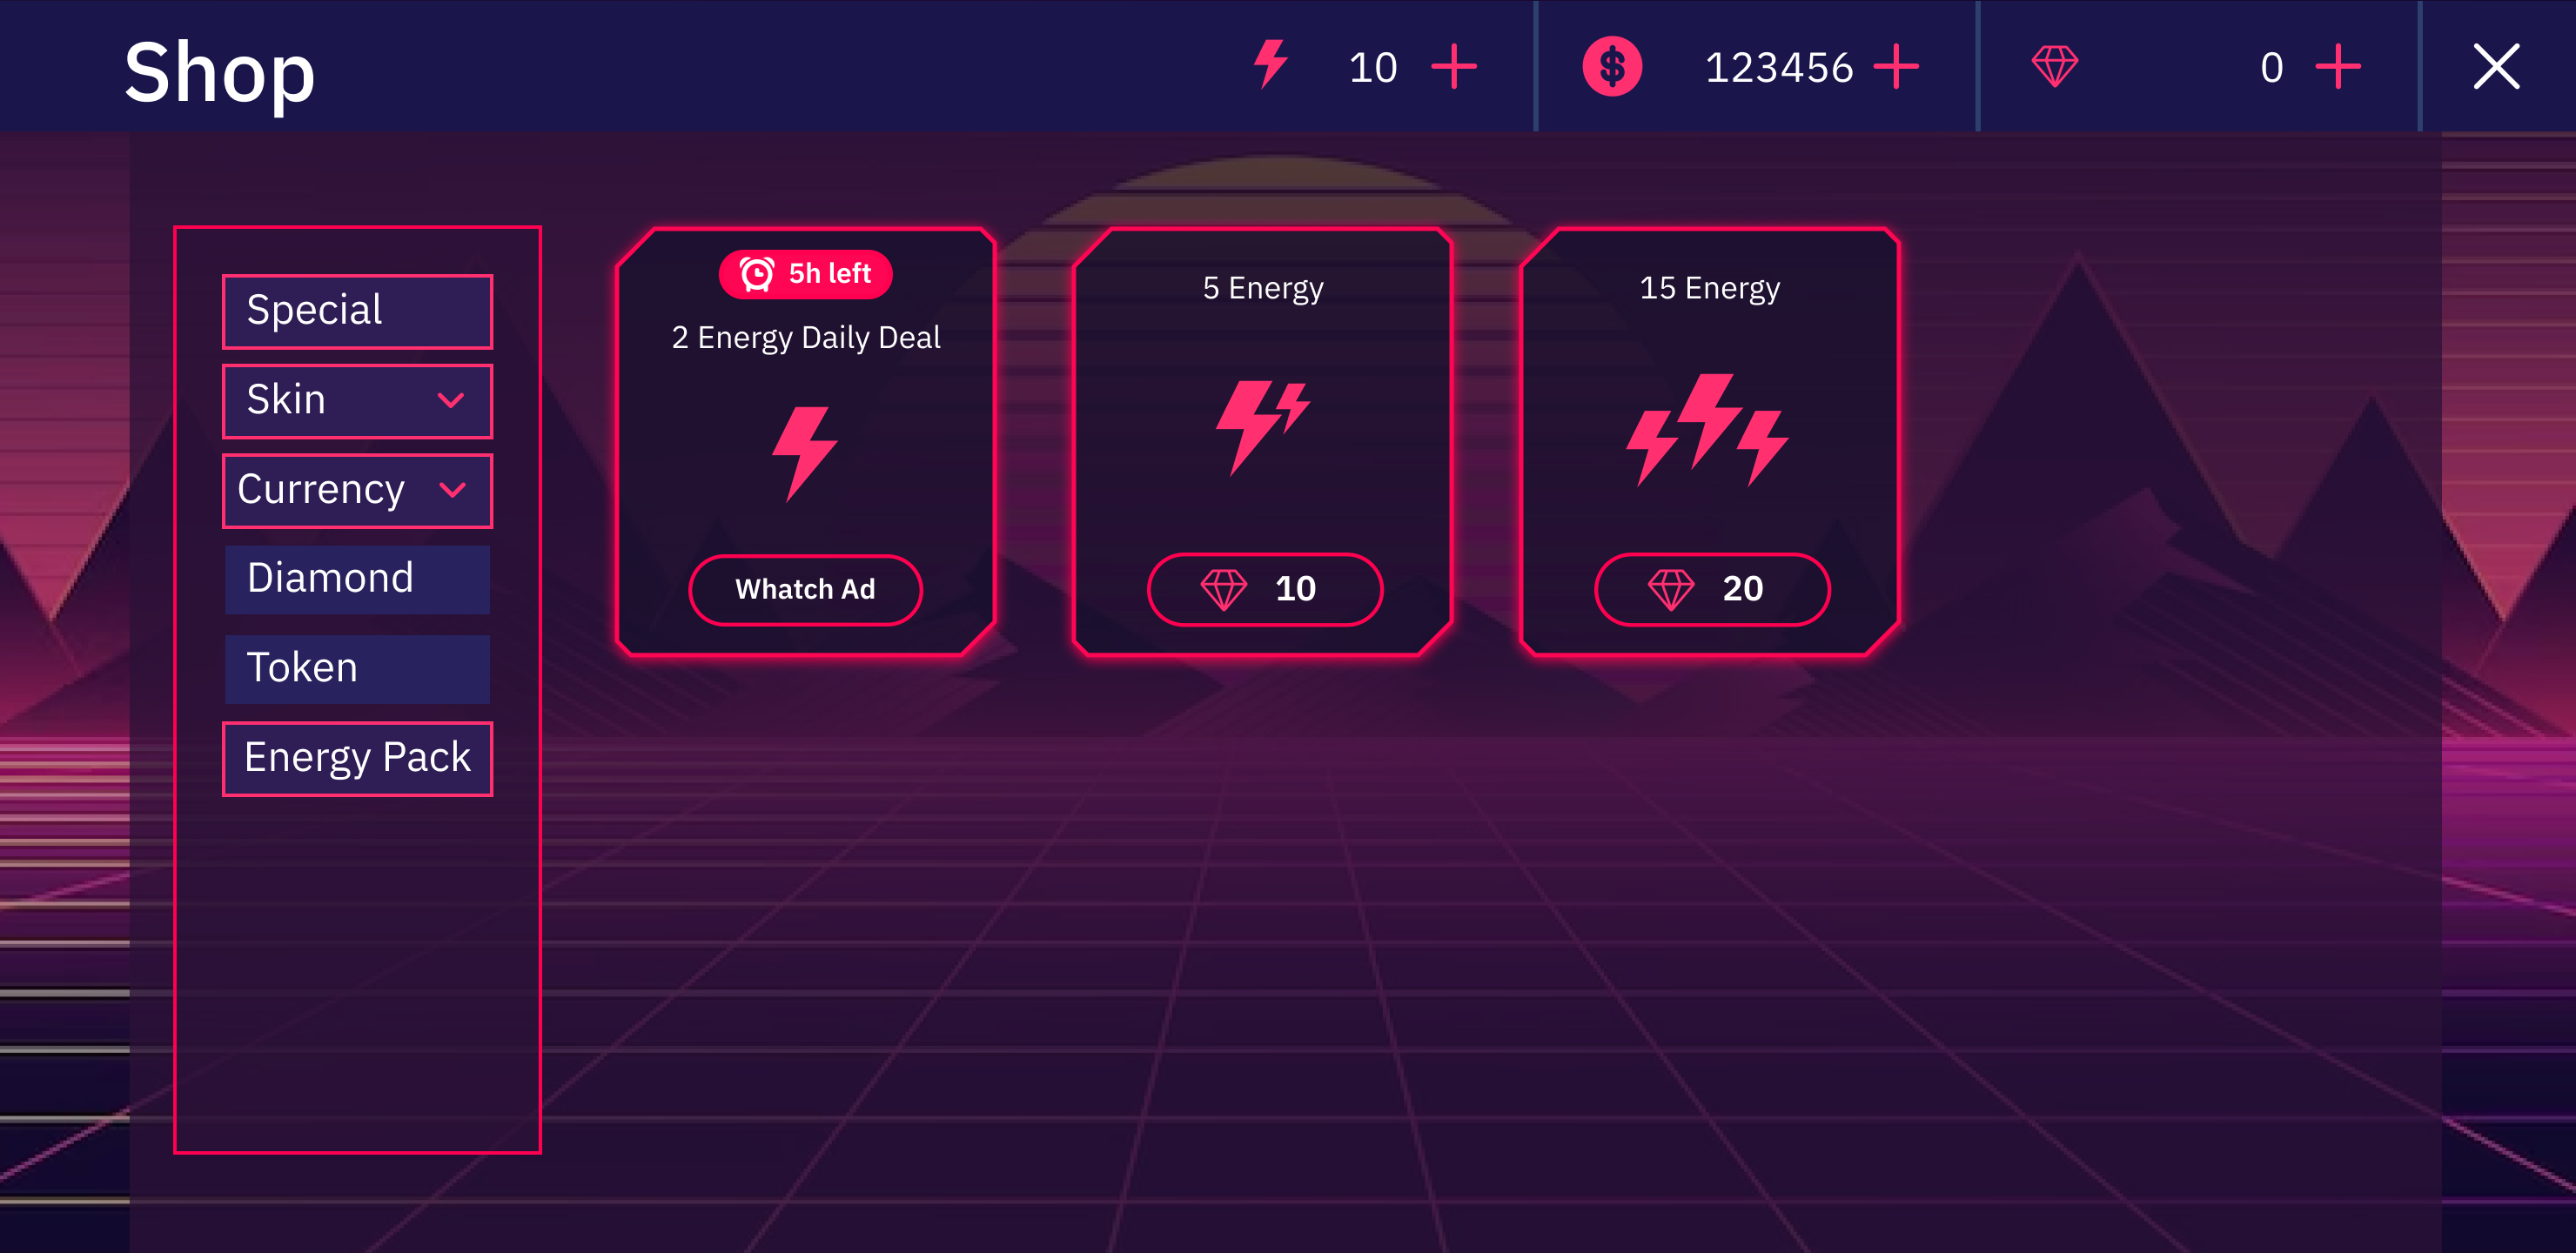 Shop
10
123456
0
Special
Skin
Currency
Diamond
Token
Energy Pack
5h left
2 Energy Daily Deal
Whatch Ad
5 Energy
10
15 Energy
20